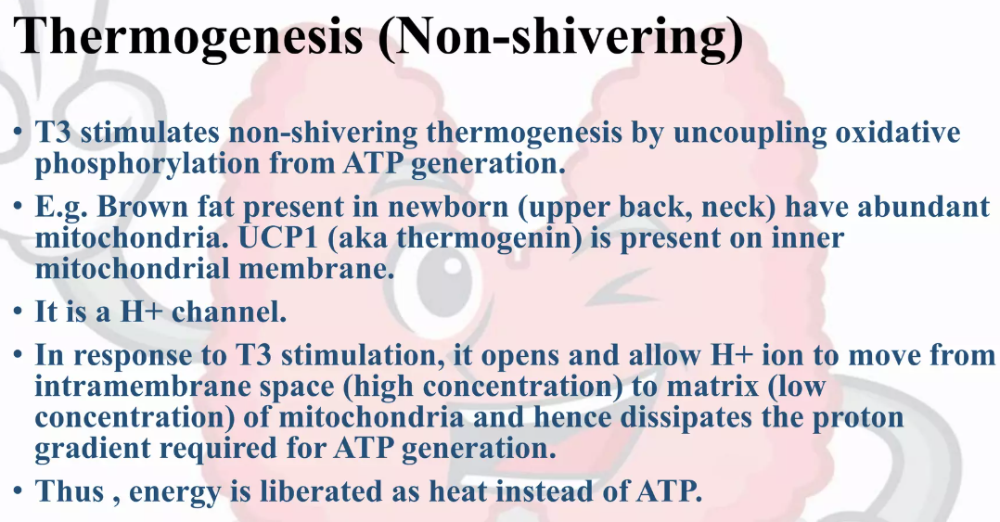 Thermogenesis (Non-shivering)
• T3 stimulates non-shivering thermogenesis by uncoupling oxidative
phosphorylation from ATP generation.
• E.g. Brown fat present in newborn (upper back, neck) have abundant
mitochondria. UCP1 (aka thermogenin) is present on inner
mitochondrial membrane.
• It is a H+ channel.
• In response to T3 stimulation, it opens and allow H+ ion to move from
intramembrane space (high concentration) to matrix (low
concentration) of mitochondria and hence dissipates the proton
gradient required for ATP generation.
• Thus , energy is liberated as heat instead of ATP.